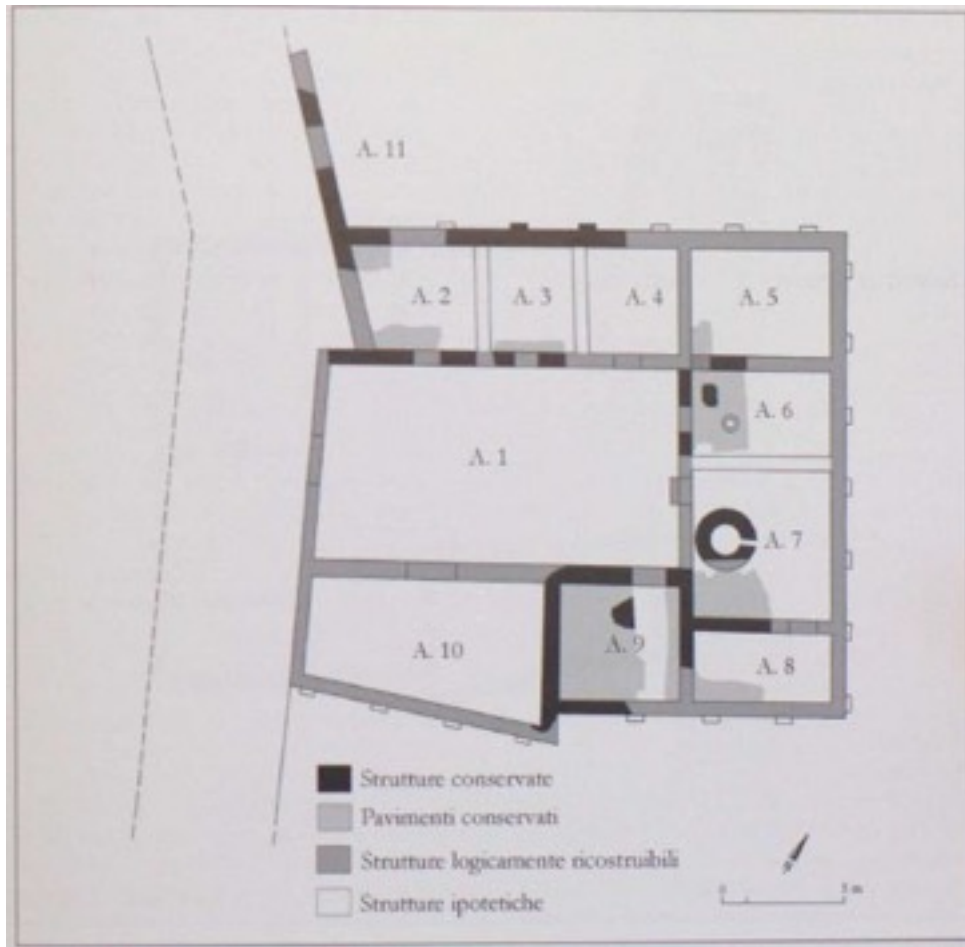 A. 11
A. 2
A. 3
A. 4
A. 5
A. 6
A. 1
A. 7
A. 9
A. 10
A. 8
Strutture conservate
Pavimenti conservati
Strutture logicamente ricostruibili
Strutture ipotetiche
0 5 m